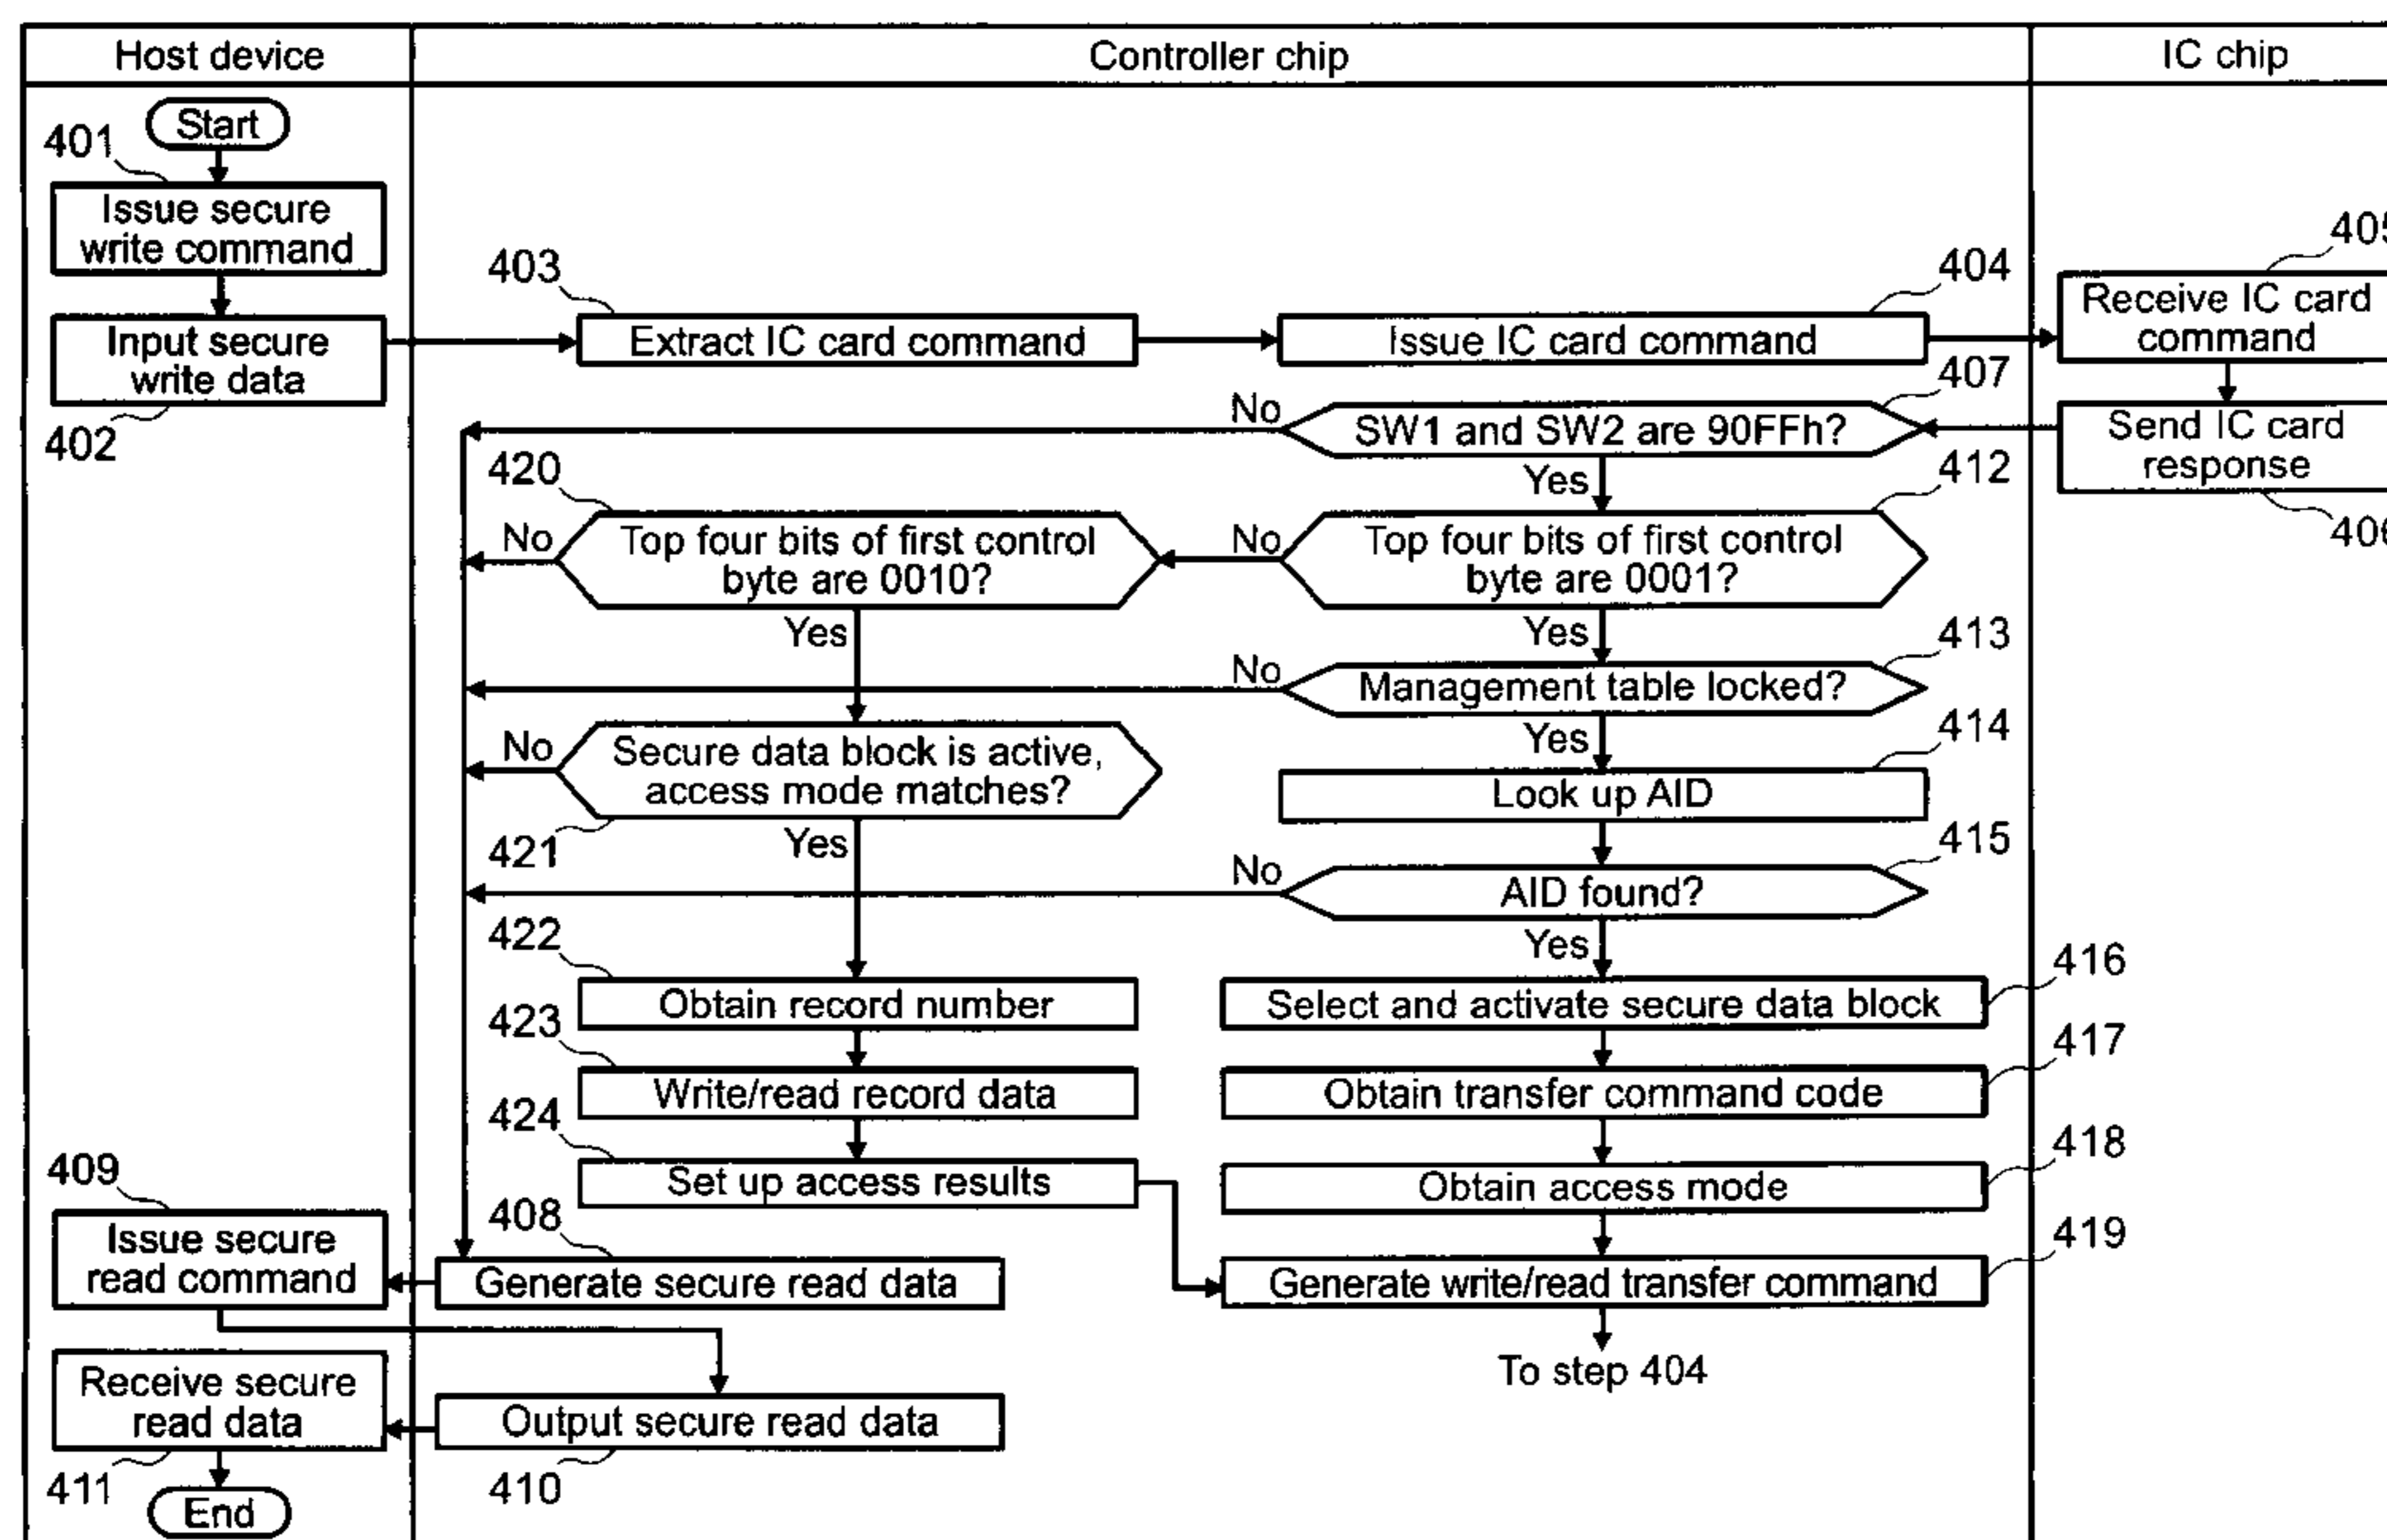 Host device
Controller chip
IC chip
Start
401
Issue secure
write command
402
Input secure
write data
403
Extract IC card command
404
Issue IC card command
405
Receive IC card
command
406
Send IC card
response
407
SW1 and SW2 are 90FFh?
No
Yes
412
Top four bits of first control
byte are 0001?
No
Yes
420
Top four bits of first control
byte are 0010?
No
Yes
413
Management table locked?
No
Yes
421
Secure data block is active,
access mode matches?
No
Yes
414
Look up AID
415
AID found?
No
Yes
422
Obtain record number
416
Select and activate secure data block
423
Write/read record data
417
Obtain transfer command code
424
Set up access results
418
Obtain access mode
408
Generate secure read data
419
Generate write/read transfer command
To step 404
409
Issue secure
read command
410
Output secure read data
411
Receive secure
read data
End